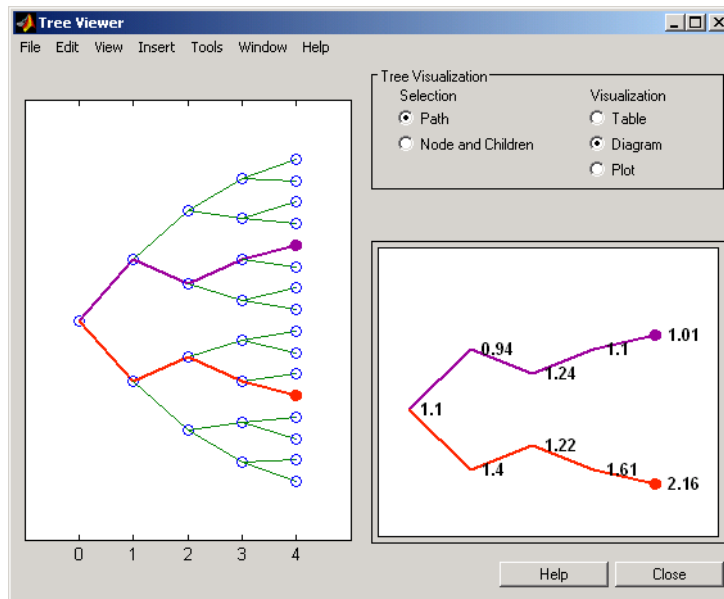 Tree Viewer
File Edit View Insert Tools Window Help
Tree Visualization
Selection
Visualization
Path
Table
Node and Children
Diagram
Plot
0 1 2 3 4
0.94
1.24
1.1
1.01
1.1
1.4
1.22
1.61
2.16
Help
Close